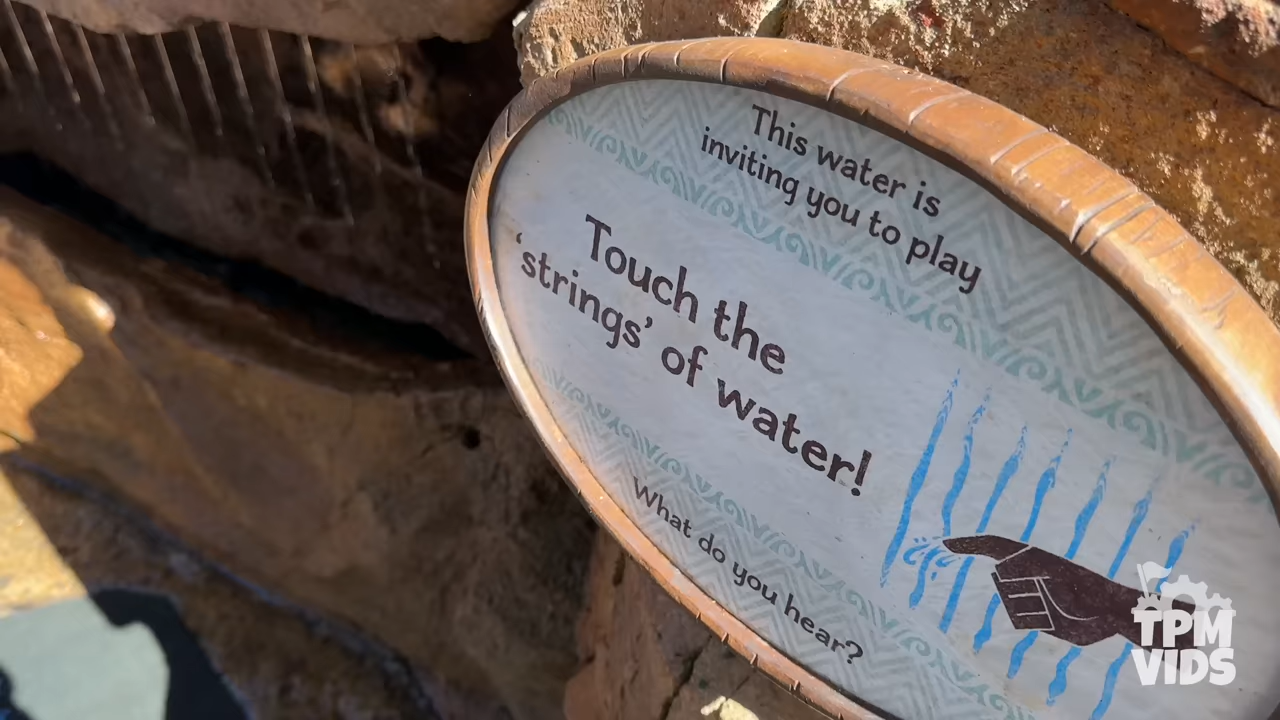 This water is
inviting you to play
Touch the
‘strings’ of water!
What do you hear?
TPM
VIDS